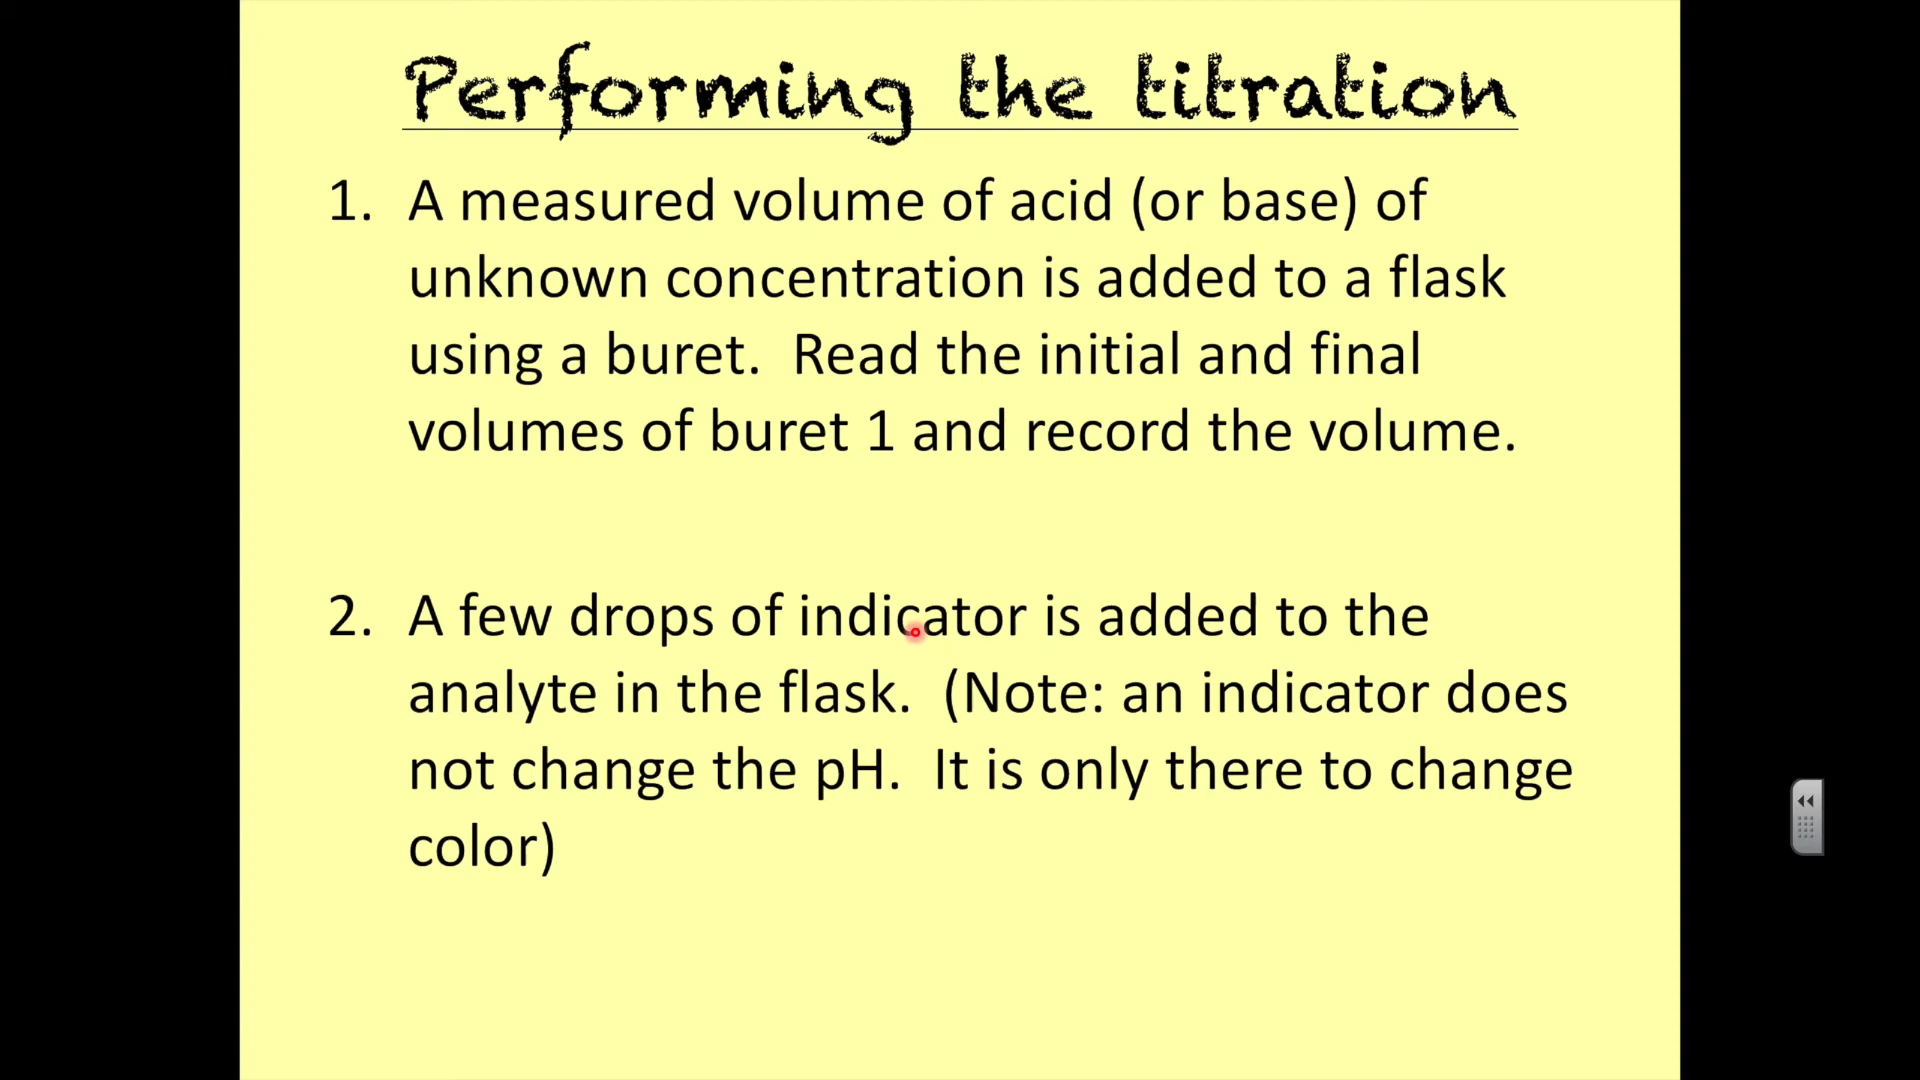 Performing the titration
1. A measured volume of acid (or base) of
unknown concentration is added to a flask
using a buret. Read the initial and final
volumes of buret 1 and record the volume.
2. A few drops of indicator is added to the
analyte in the flask. (Note: an indicator does
not change the pH. It is only there to change
color)